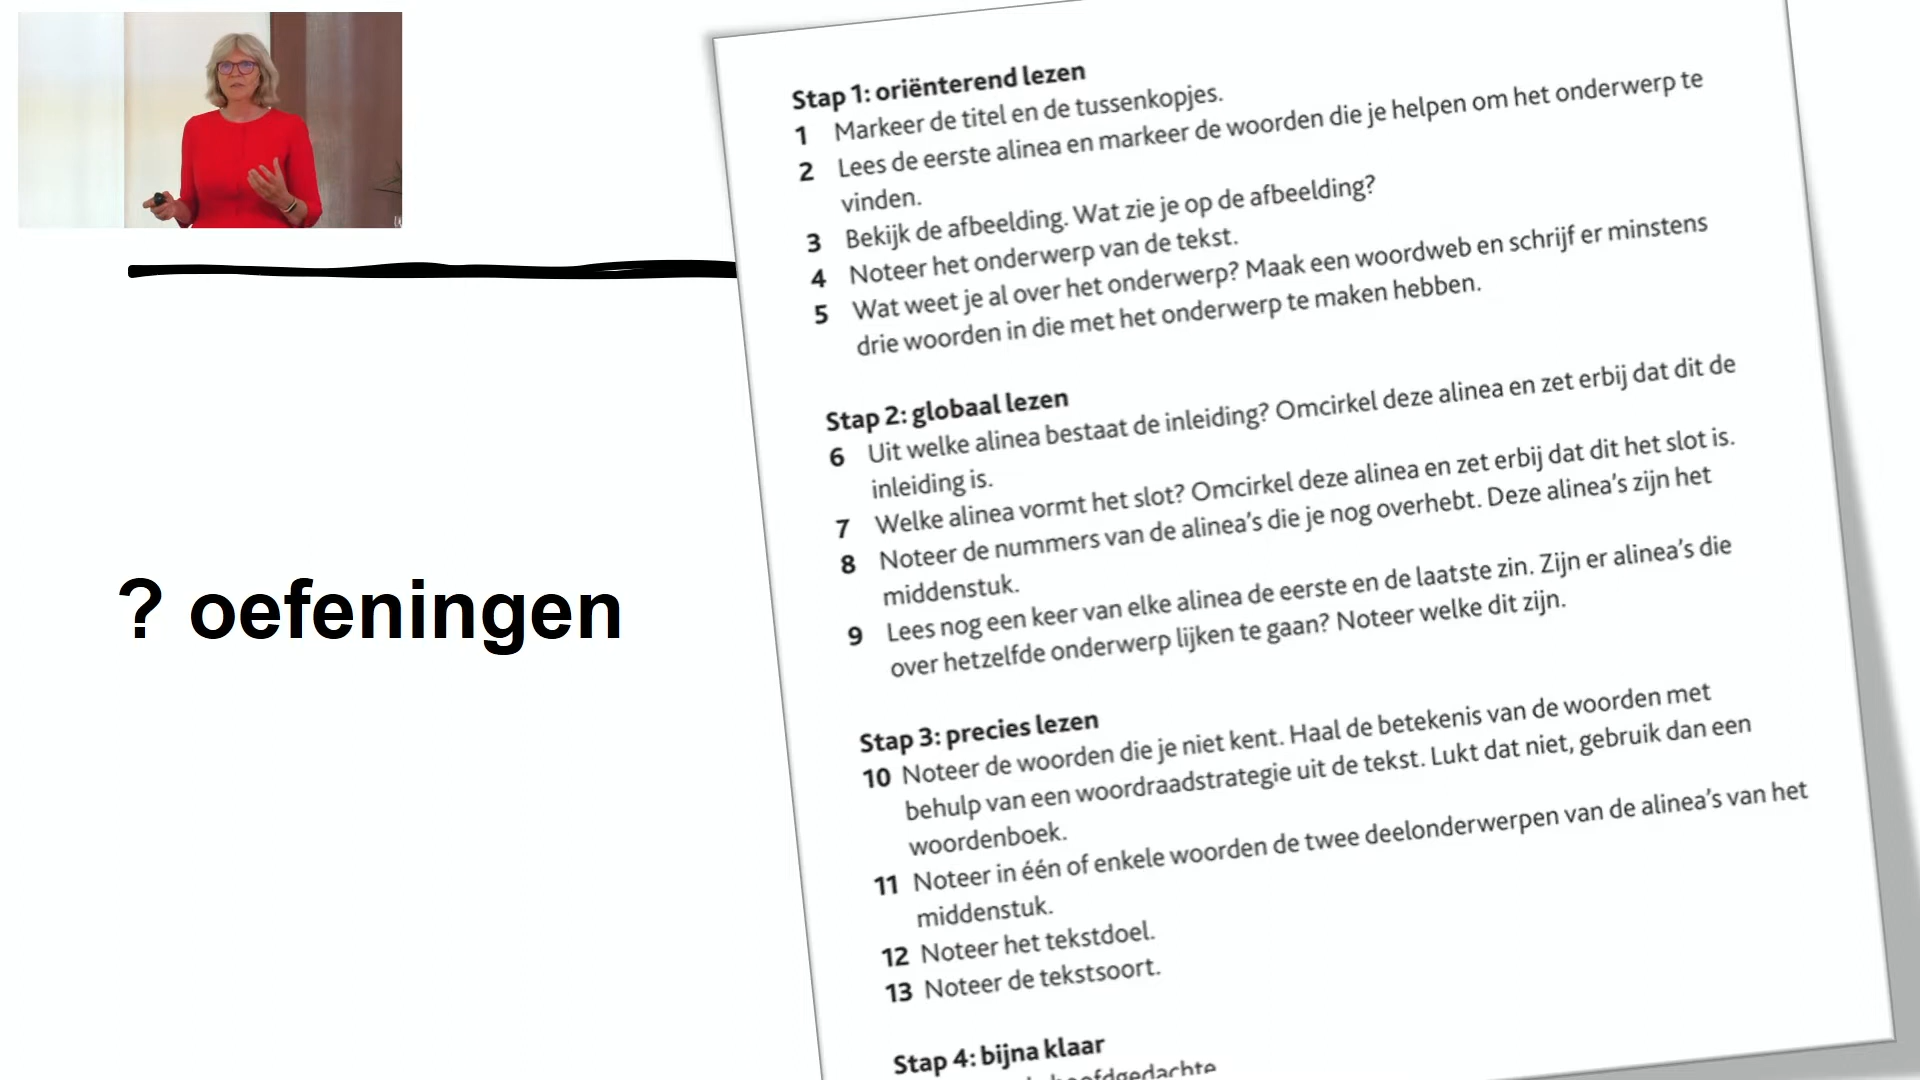 ? oefeningen
Stap 1: oriënterend lezen
1 Markeer de titel en de tussenkopjes.
2 Lees de eerste alinea en markeer de woorden die je helpen om het onderwerp te
vinden.
3 Bekijk de afbeelding. Wat zie je op de afbeelding?
4 Noteer het onderwerp van de tekst.
5 Wat weet je al over het onderwerp? Maak een woordweb en schrijf er minstens
drie woorden in die met het onderwerp te maken hebben.
Stap 2: globaal lezen
6 Uit welke alinea bestaat de inleiding? Omcirkel deze alinea en zet erbij dat dit de
inleiding is.
7 Welke alinea vormt het slot? Omcirkel deze alinea en zet erbij dat dit het slot is.
8 Noteer de nummers van de alinea's die je nog overhebt. Deze alinea's zijn het
middenstuk.
9 Lees nog een keer van elke alinea de eerste en de laatste zin. Zijn er alinea's die
over hetzelfde onderwerp lijken te gaan? Noteer welke dit zijn.
Stap 3: precies lezen
10 Noteer de woorden die je niet kent. Haal de betekenis van de woorden met
behulp van een woordraadstrategie uit de tekst. Lukt dat niet, gebruik dan een
woordenboek.
11 Noteer in één of enkele woorden de twee deelonderwerpen van de alinea's van het
middenstuk.
12 Noteer het tekstdoel.
13 Noteer de tekstsoort.
Stap 4: bijna klaar
hoofdgedachte